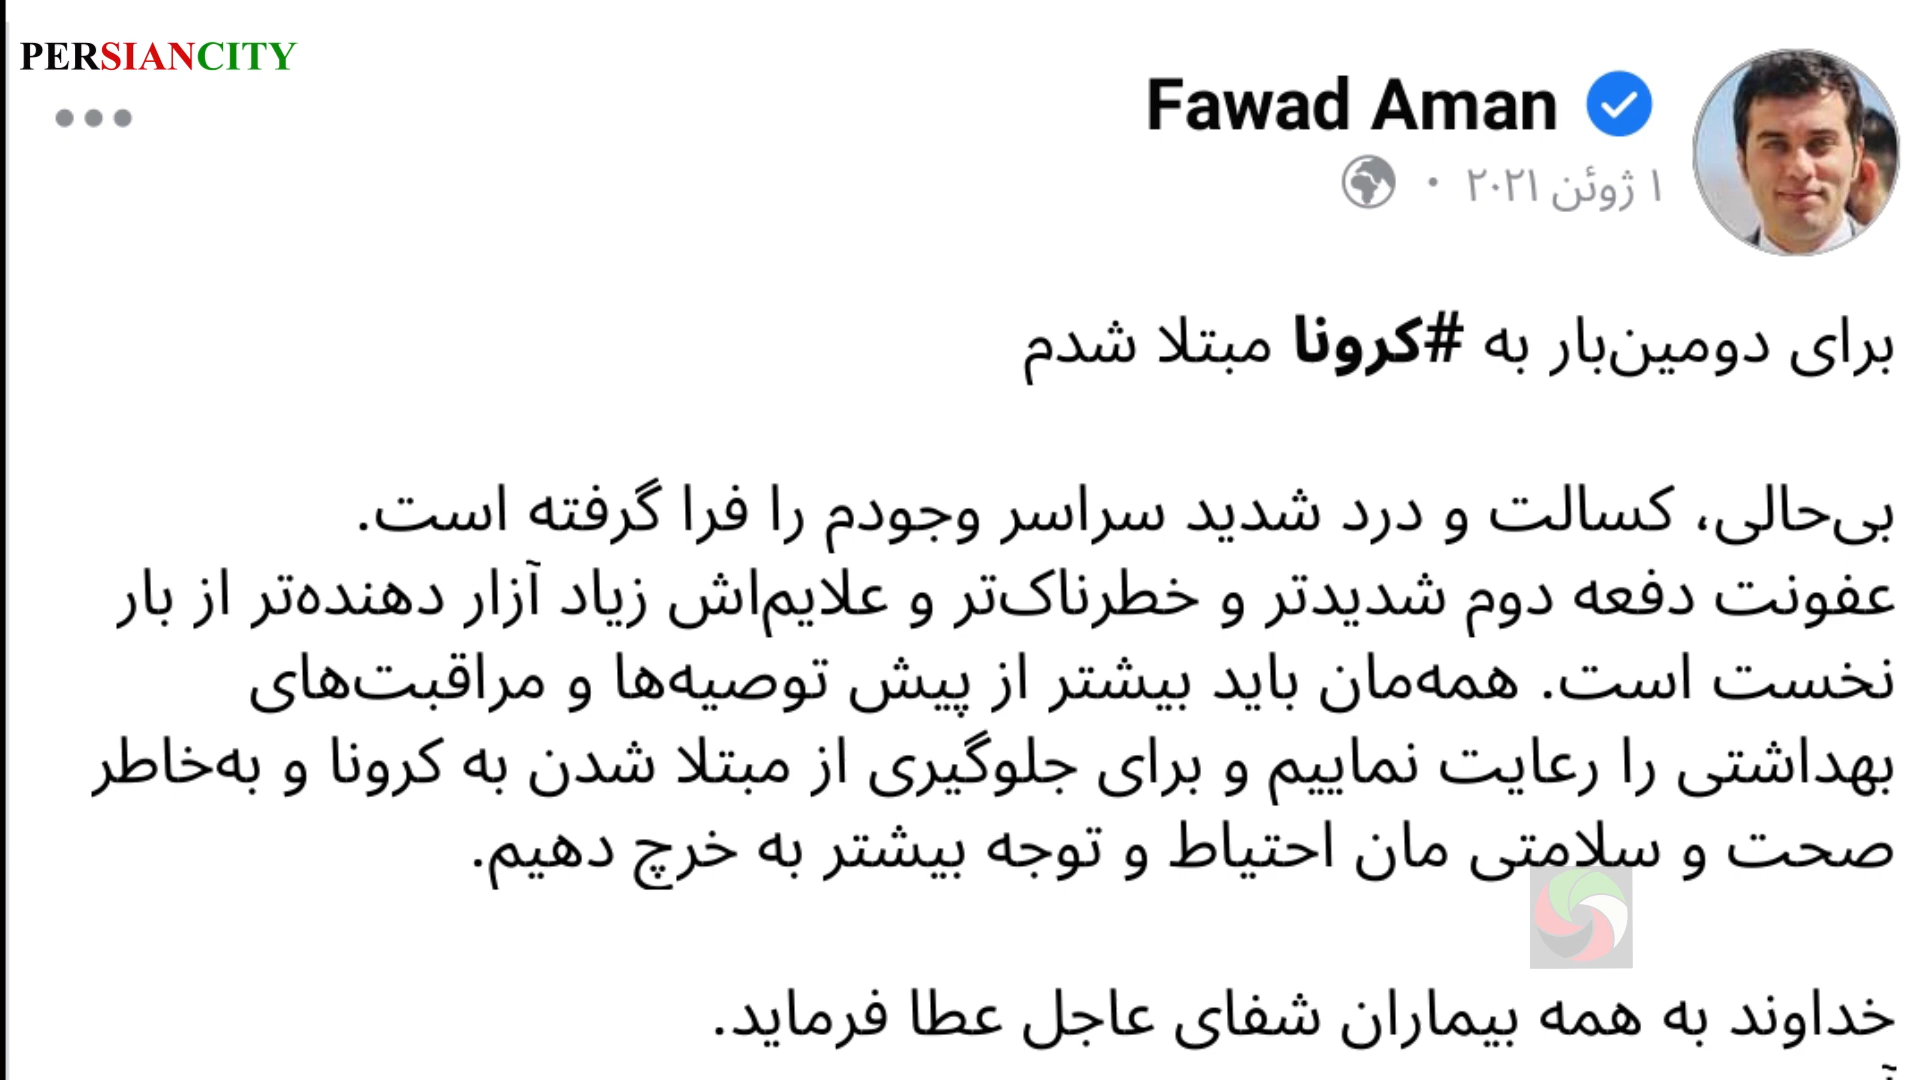 PERSIANCITY
Fawad Aman
۱ ژوئن ۲۰۲۱ ·
برای دومین‌بار به #کرونا مبتلا شدم
بی‌حالی، کسالت و درد شدید سراسر وجودم را فرا گرفته است.
عفونت دفعه دوم شدیدتر و خطرناک‌تر و علایم‌اش زیاد آزار دهنده‌تر از بار
نخست است. همه‌مان باید بیشتر از پیش توصیه‌ها و مراقبت‌های
بهداشتی را رعایت نماییم و برای جلوگیری از مبتلا شدن به کرونا و به‌خاطر
صحت و سلامتی مان احتیاط و توجه بیشتر به خرچ دهیم.
خداوند به همه بیماران شفای عاجل عطا فرماید.